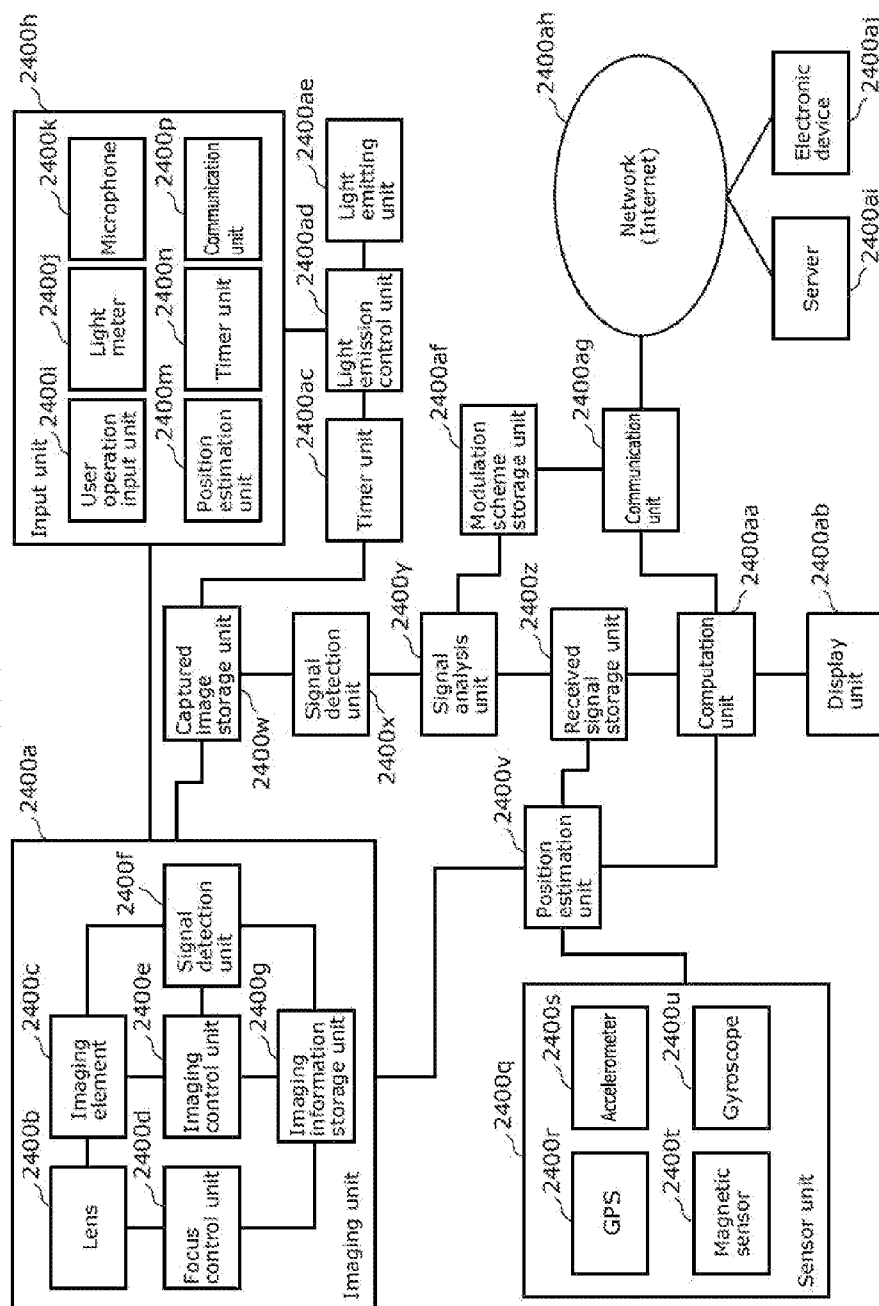 2400a
2400b
Lens
2400c
Imaging
element
2400d
Focus
control unit
2400e
Imaging
control unit
2400f
Signal
detection
unit
2400g
Imaging
information
storage unit
Imaging unit
2400h
Input unit
2400i
User
operation
input unit
2400j
Light
meter
2400k
Microphone
2400m
Position
estimation
unit
2400n
Timer unit
2400p
Communication
unit
2400q
2400r
GPS
2400s
Accelerometer
2400t
Magnetic
sensor
2400u
Gyroscope
Sensor unit
2400v
Position
estimation
unit
Captured
image
storage unit
2400w
Signal
detection
unit
2400x
2400y
Signal
analysis
unit
2400z
Received
signal
storage unit
2400aa
Computation
unit
2400ab
Display
unit
2400ac
Timer unit
2400ad
Light
emission
control unit
2400ae
Light
emitting
unit
2400af
Modulation
scheme
storage unit
2400ag
Communication
unit
2400ah
Network
(Internet)
Server
2400ai
Electronic
device
2400aj